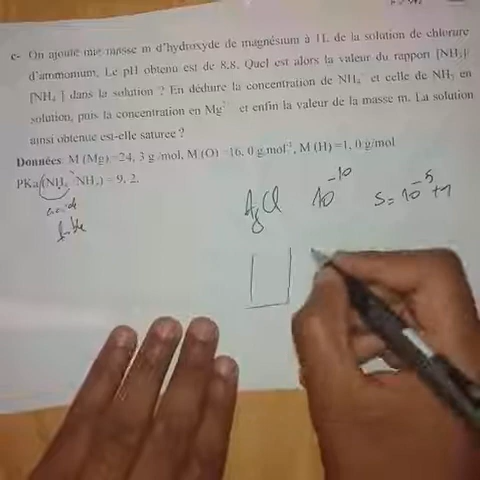 c- On ajoute une masse m d'hydroxyde de magnésium à 1L de la solution de chlorure
d'ammonium. Le pH obtenu est de 8,8. Quel est alors la valeur du rapport [NH3]/
[NH4+] dans la solution ? En déduire la concentration de NH4+ et celle de NH3 en
solution, puis la concentration en Mg2+ et enfin la valeur de la masse m. La solution
ainsi obtenue est-elle saturée ?
Données: M (Mg) =24, 3 g /mol, M (O) =16, 0 g.mol-1, M (H) =1, 0 g/mol
PKa (NH4+ NH3) = 9, 2.
AgCl 10-10 S= 10-5
acide
faible